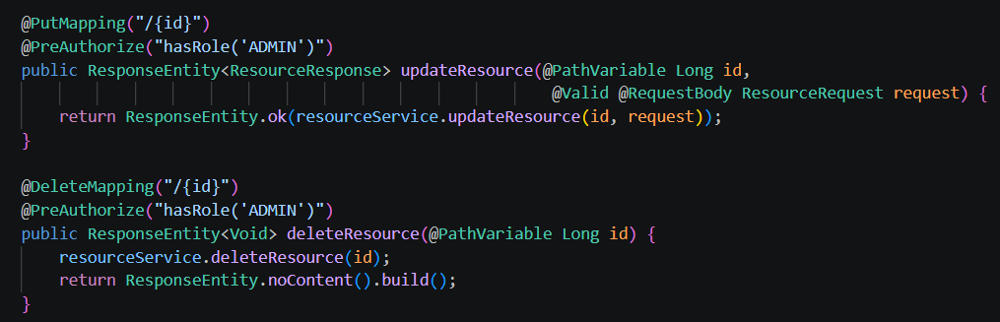 @PutMapping("/{id}")
@PreAuthorize("hasRole('ADMIN')")
public ResponseEntity<ResourceResponse> updateResource(@PathVariable Long id,
@Valid @RequestBody ResourceRequest request) {
return ResponseEntity.ok(resourceService.updateResource(id, request));
}
@DeleteMapping("/{id}")
@PreAuthorize("hasRole('ADMIN')")
public ResponseEntity<Void> deleteResource(@PathVariable Long id) {
resourceService.deleteResource(id);
return ResponseEntity.noContent().build();
}